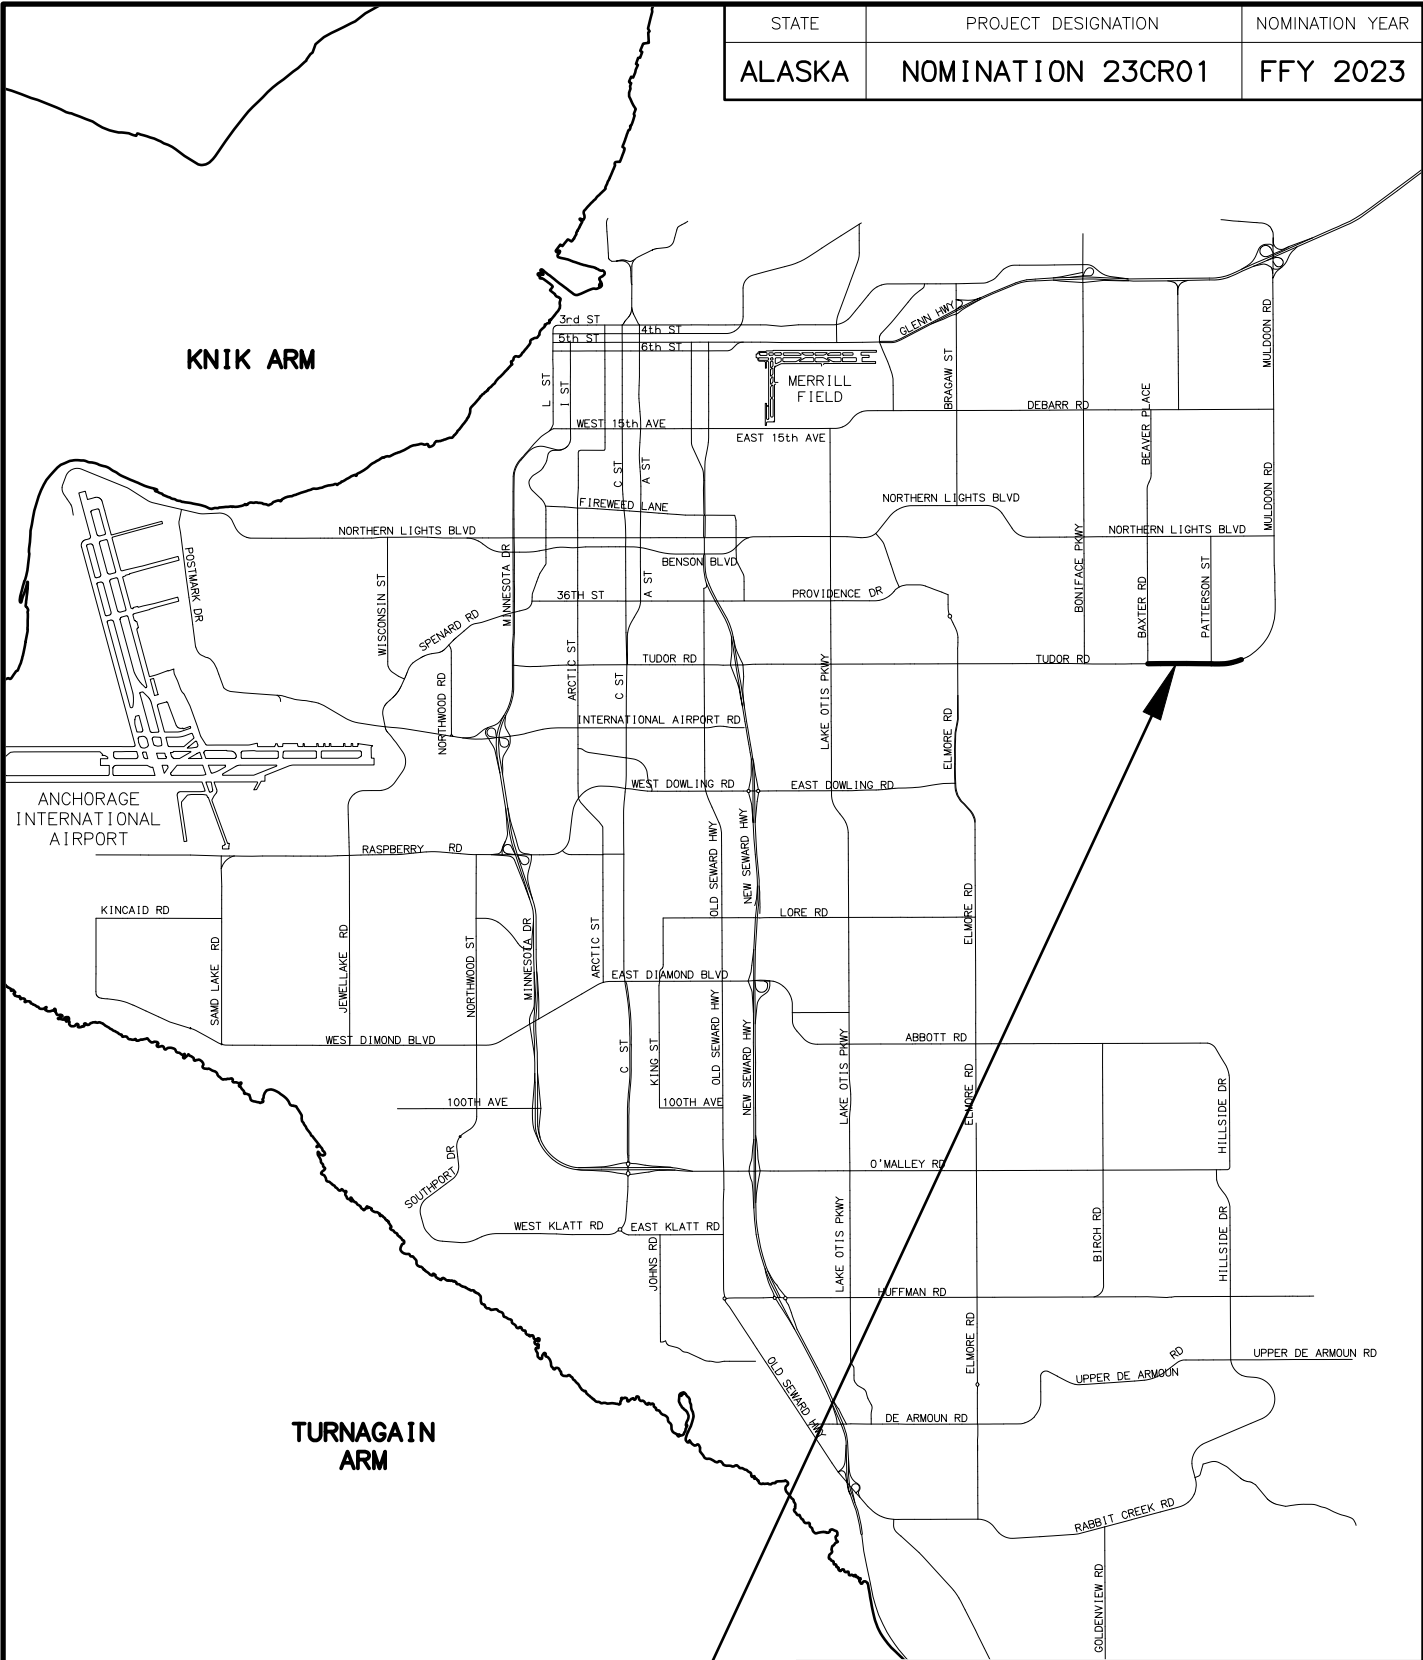 STATE
PROJECT DESIGNATION
NOMINATION YEAR
ALASKA
NOMINATION 23CR01
FFY 2023
KNIK ARM
3rd ST
4th ST
5th ST
6th ST
GLENN HWY
MULDOON RD
MERRILL
FIELD
L ST
I ST
BRAGAW ST
DEBARR RD
BEAVER PLACE
WEST 15th AVE
EAST 15th AVE
C ST
A ST
FIREWEED LANE
NORTHERN LIGHTS BLVD
MULDOON RD
NORTHERN LIGHTS BLVD
NORTHERN LIGHTS BLVD
POSTMARK DR
WISCONSIN ST
MINNESOTA DR
BENSON BLVD
BONIFACE PKWY
BAXTER RD
PATTERSON ST
A ST
36TH ST
PROVIDENCE DR
SPENARD RD
ARCTIC ST
TUDOR RD
TUDOR RD
NORTHWOOD RD
C ST
LAKE OTIS PKWY
ELMORE RD
INTERNATIONAL AIRPORT RD
WEST DOWLING RD
EAST DOWLING RD
ANCHORAGE
INTERNATIONAL
AIRPORT
RASPBERRY RD
OLD SEWARD HWY
NEW SEWARD HWY
KINCAID RD
LORE RD
ELMORE RD
SAMD LAKE RD
JEWELLAKE RD
NORTHWOOD ST
MINNESOTA DR
ARCTIC ST
EAST DIAMOND BLVD
WEST DIMOND BLVD
C ST
KING ST
OLD SEWARD HWY
NEW SEWARD HWY
LAKE OTIS PKWY
ABBOTT RD
ELMORE RD
HILLSIDE DR
100TH AVE
100TH AVE
SOUTHPORT DR
O'MALLEY RD
WEST KLATT RD
EAST KLATT RD
JOHNS RD
LAKE OTIS PKWY
BIRCH RD
HILLSIDE DR
HUFFMAN RD
ELMORE RD
OLD SEWARD HWY
UPPER DE ARMOUN RD
UPPER DE ARMOUN RD
DE ARMOUN RD
TURNAGAIN
ARM
RABBIT CREEK RD
GOLDENVIEW RD